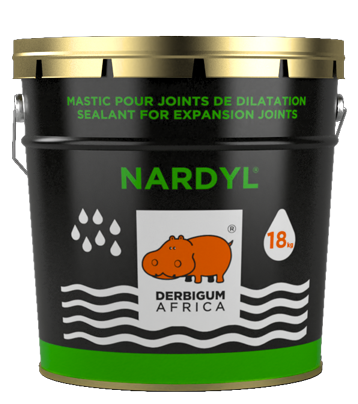 MASTIC POUR JOINTS DE DILATATION
SEALANT FOR EXPANSION JOINTS
NARDYL®
®
18kg
DERBIGUM
AFRICA